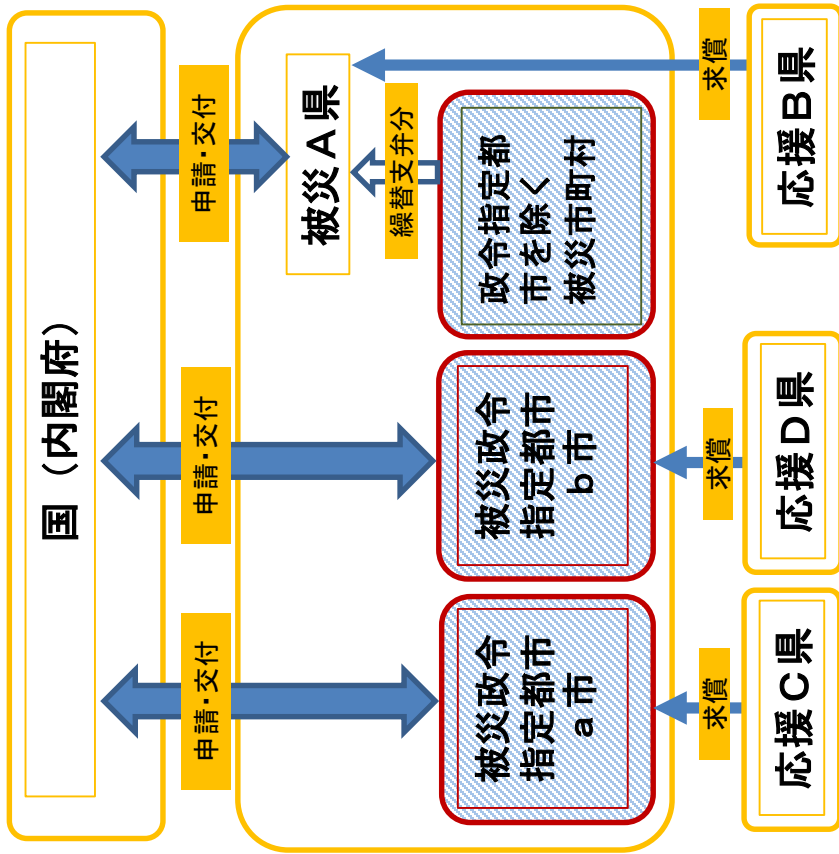 国（内閣府）
申請・交付
申請・交付
申請・交付
被災Ａ県
繰替支弁分
被災政令
指定都市
ａ市
被災政令
指定都市
ｂ市
政令指定都
市を除く
被災市町村
求償
求償
求償
応援Ｃ県
応援Ｄ県
応援Ｂ県